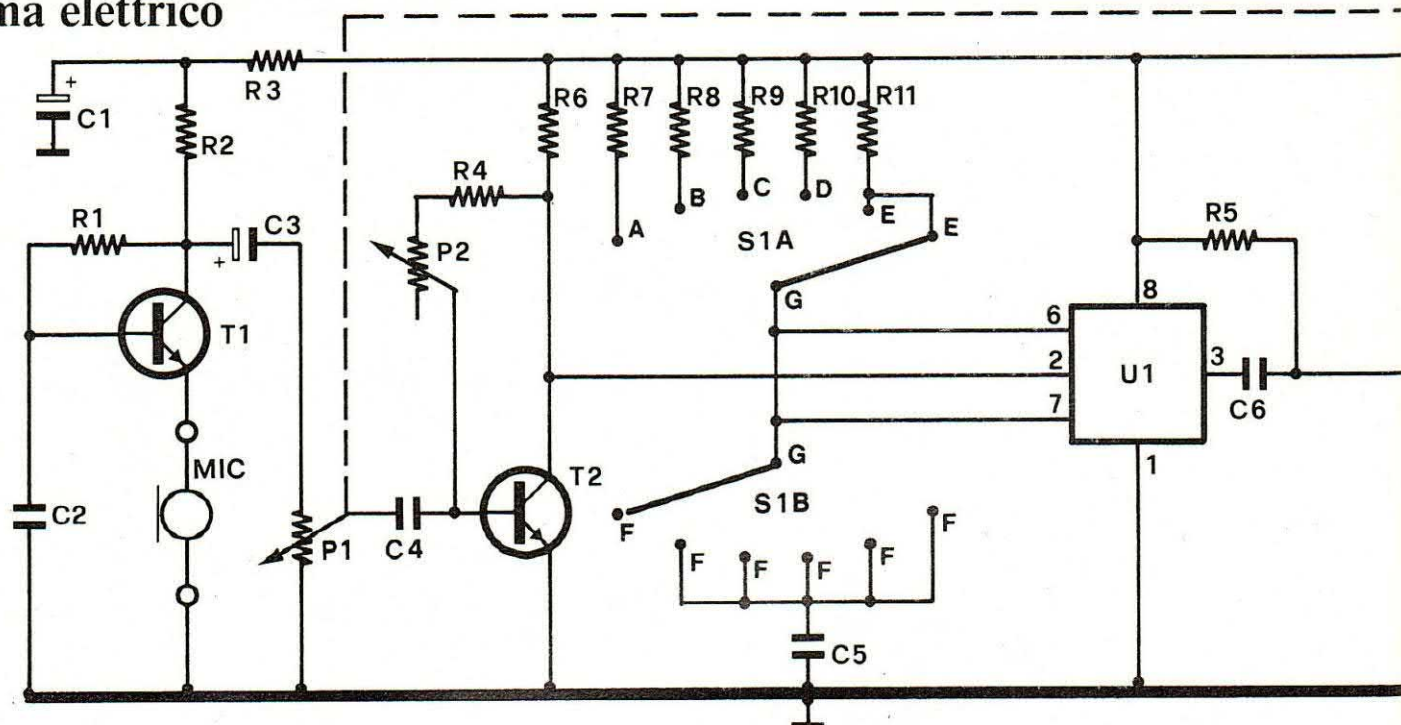 ma elettrico
+
C1
R3
R2
R1
C3
+
T1
MIC
C2
P1
C4
R4
P2
R6
R7
R8
R9
R10
R11
A
B
C
D
E
E
S1A
G
6
2
7
8
U1
3
1
R5
C6
T2
G
S1B
F
F
F
F
F
F
C5